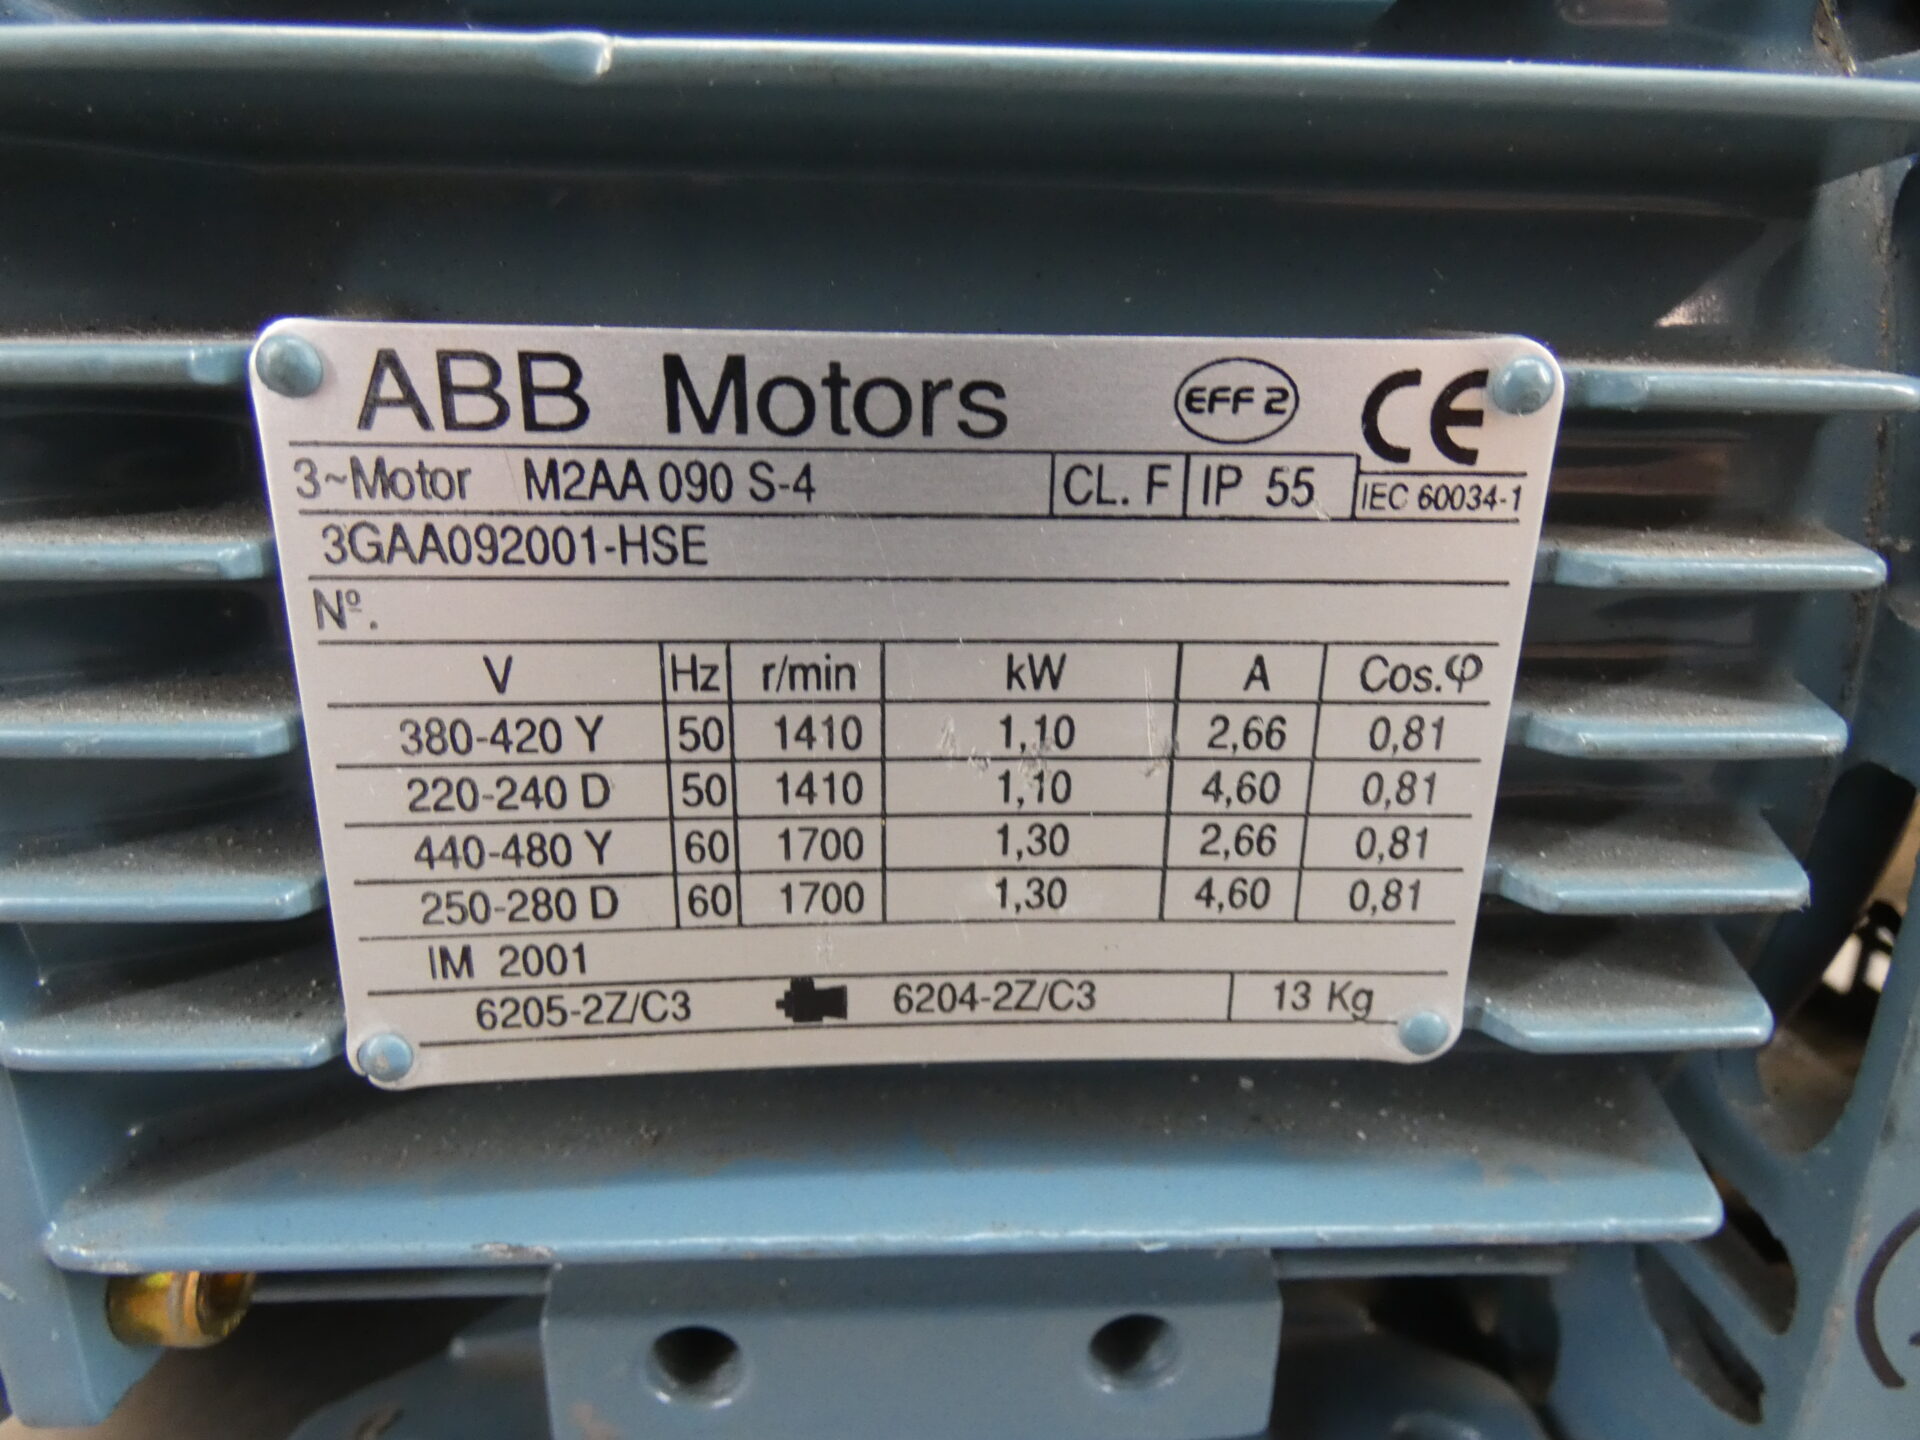 ABB Motors EFF 2 CE
3~Motor M2AA 090 S-4 CL. F IP 55 IEC 60034-1
3GAA092001-HSE
Nº.
V Hz r/min kW A Cos.φ
380-420 Y 50 1410 1,10 2,66 0,81
220-240 D 50 1410 1,10 4,60 0,81
440-480 Y 60 1700 1,30 2,66 0,81
250-280 D 60 1700 1,30 4,60 0,81
IM 2001
6205-2Z/C3 6204-2Z/C3 13 Kg